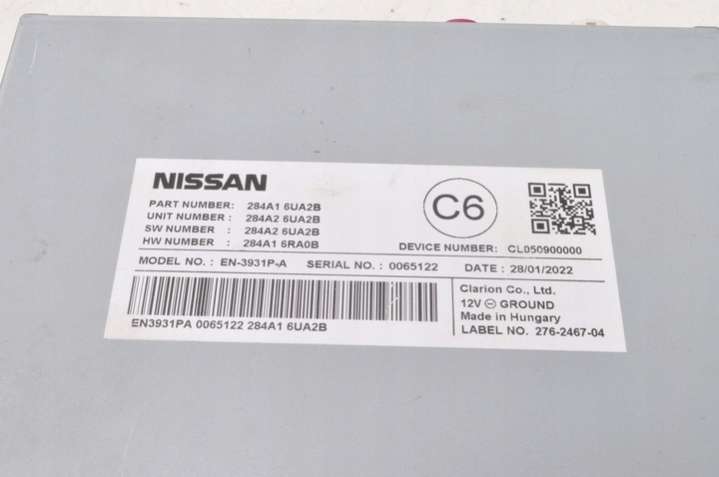 NISSAN
PART NUMBER: 284A1 6UA2B
UNIT NUMBER : 284A2 6UA2B
SW NUMBER : 284A2 6UA2B
HW NUMBER : 284A1 6RA0B
C6
DEVICE NUMBER: CL050900000
MODEL NO. : EN-3931P-A SERIAL NO. : 0065122 DATE : 28/01/2022
EN3931PA 0065122 284A1 6UA2B
Clarion Co., Ltd.
12V ⊖ GROUND
Made in Hungary
LABEL NO. 276-2467-04